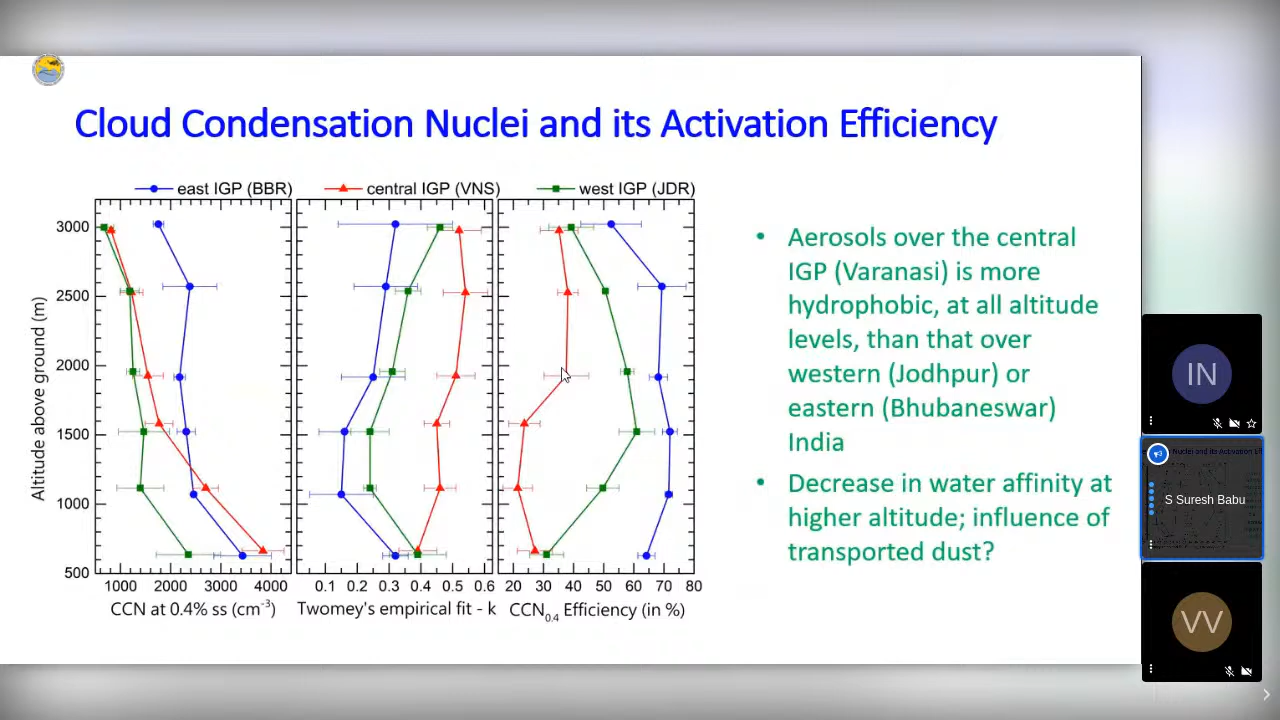 Cloud Condensation Nuclei and its Activation Efficiency
east IGP (BBR) central IGP (VNS) west IGP (JDR)
Altitude above ground (m)
3000
2500
2000
1500
1000
500
1000 2000 3000 4000 0.1 0.2 0.3 0.4 0.5 0.6 20 30 40 50 60 70 80
CCN at 0.4% ss (cm-3) Twomey's empirical fit - k CCN0.4 Efficiency (in %)
• Aerosols over the central
IGP (Varanasi) is more
hydrophobic, at all altitude
levels, than that over
western (Jodhpur) or
eastern (Bhubaneswar)
India
• Decrease in water affinity at
higher altitude; influence of
transported dust?
IN
S Suresh Babu
VV